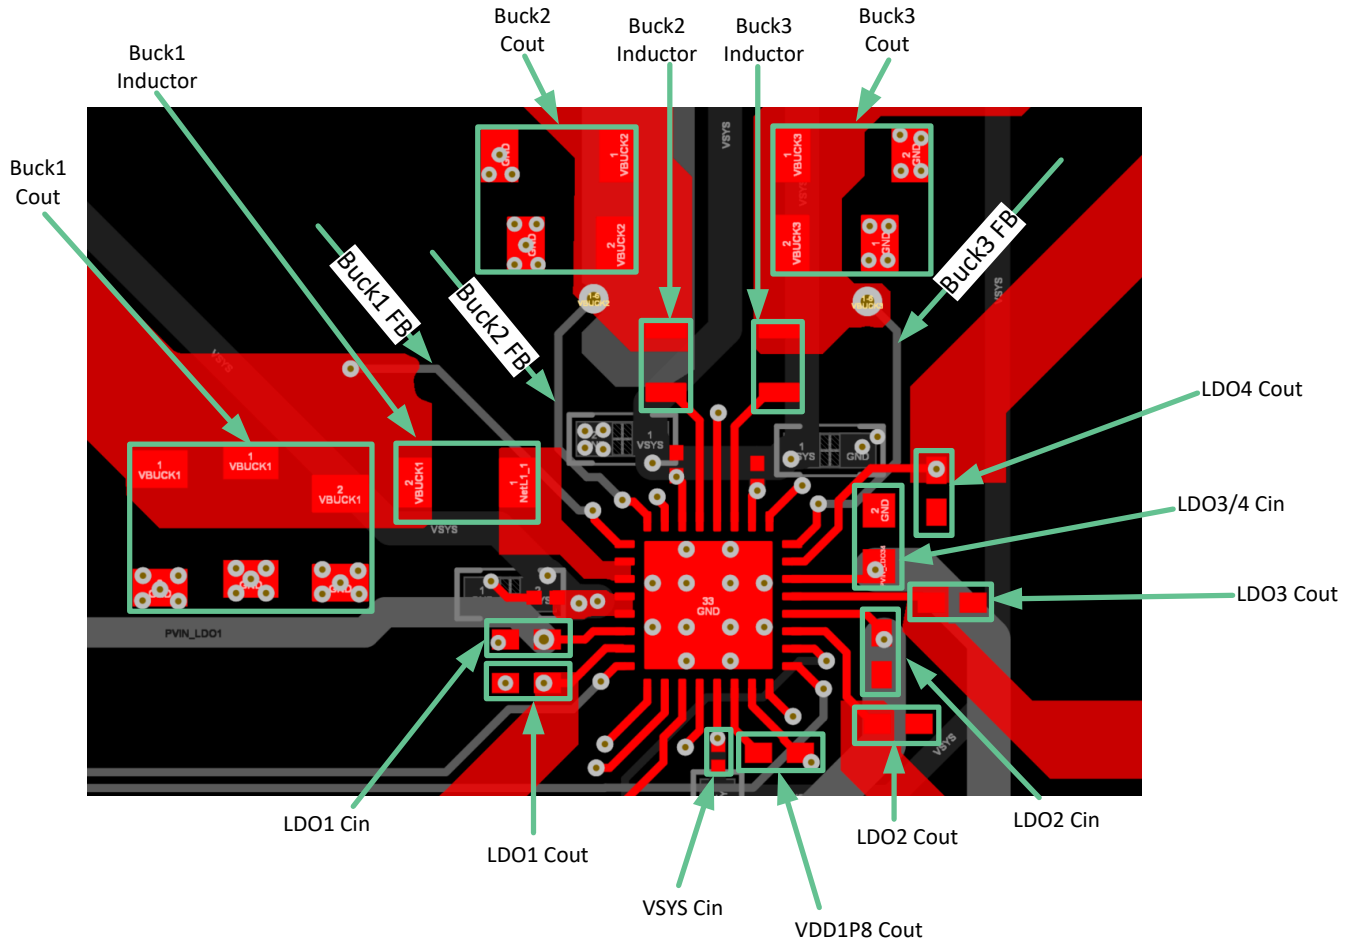 Buck2
Cout
Buck2
Inductor
Buck3
Inductor
Buck3
Cout
Buck1
Inductor
Buck1
Cout
Buck1 FB
Buck2 FB
Buck3 FB
LDO4 Cout
LDO3/4 Cin
LDO3 Cout
LDO2 Cin
LDO2 Cout
VDD1P8 Cout
VSYS Cin
LDO1 Cout
LDO1 Cin
GND
1
VBUCK2
2
VBUCK2
GND
VSYS
1
VBUCK3
2
VBUCK3
2
GND
1
GND
VSYS
VSYS
1
VBUCK1
1
VBUCK1
2
VBUCK1
GND
GND
GND
2
VBUCK1
1
NetL1_1
VSYS
1
VSYS
1
GND
2
GND
33
GND
PVIN_LDO1
VSYS